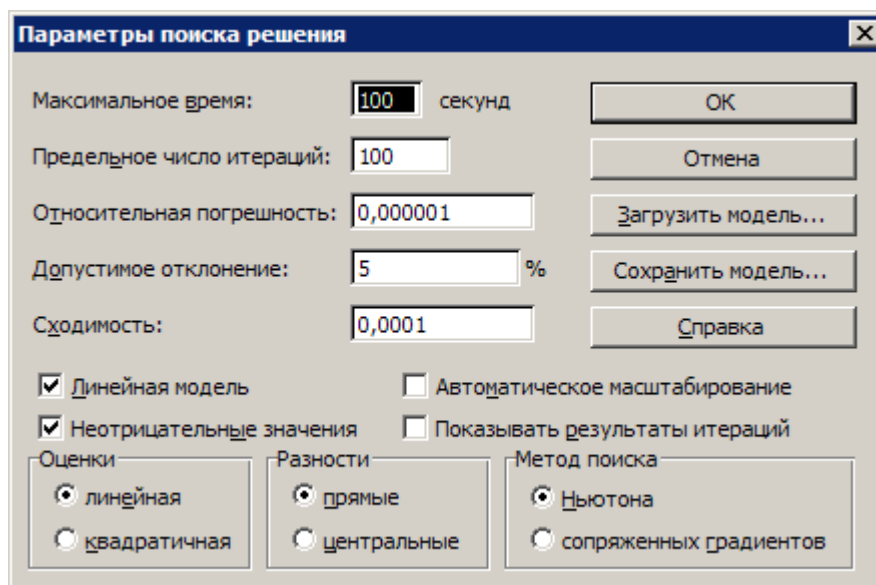 Параметры поиска решения
Максимальное время: 100 секунд OK
Предельное число итераций: 100 Отмена
Относительная погрешность: 0,000001 Загрузить модель...
Допустимое отклонение: 5 % Сохранить модель...
Сходимость: 0,0001 Справка
Линейная модель Автоматическое масштабирование
Неотрицательные значения Показывать результаты итераций
Оценки Разности Метод поиска
линейная прямые Ньютона
квадратичная центральные сопряженных градиентов